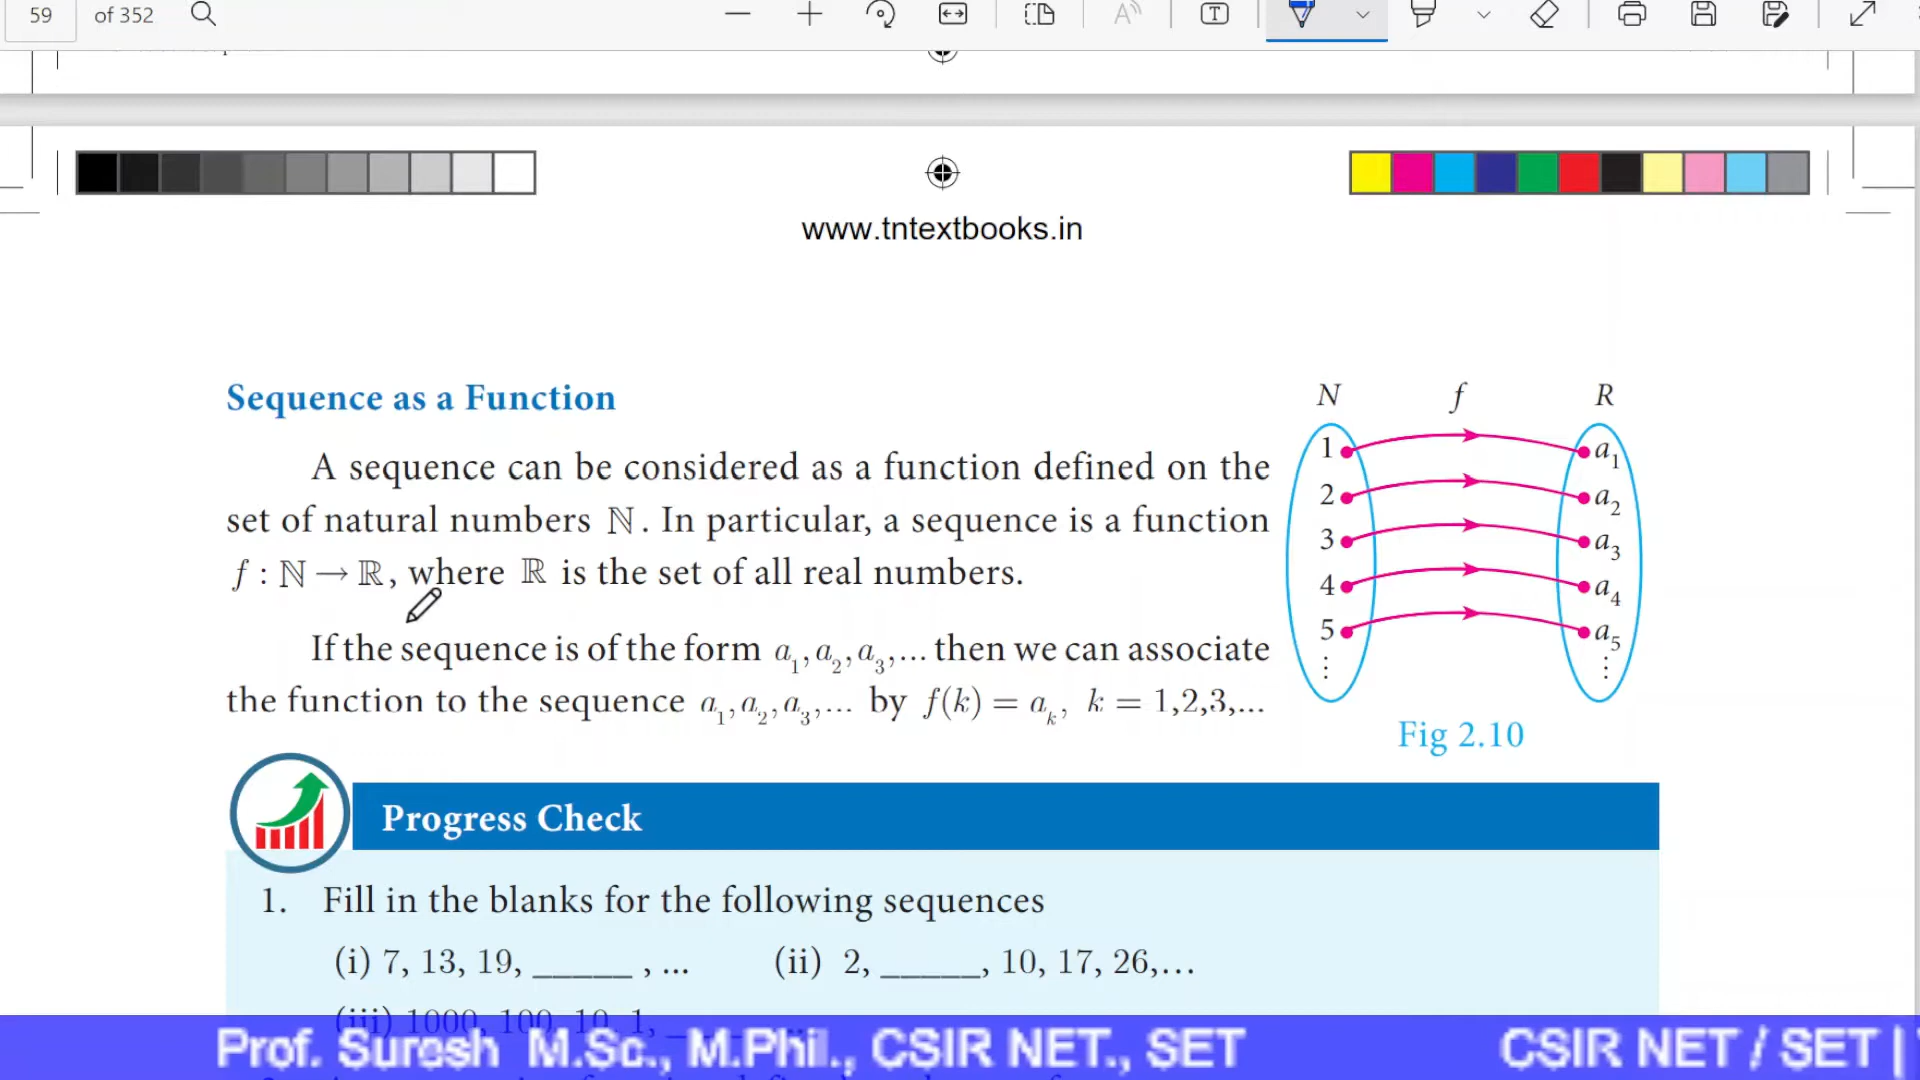 59 of 352
www.tntextbooks.in
Sequence as a Function
A sequence can be considered as a function defined on the
set of natural numbers ℕ. In particular, a sequence is a function
f : ℕ → ℝ, where ℝ is the set of all real numbers.
If the sequence is of the form a₁, a₂, a₃,... then we can associate
the function to the sequence a₁, a₂, a₃,... by f(k) = aₖ, k = 1,2,3,...
N f R
1 a₁
2 a₂
3 a₃
4 a₄
5 a₅
⋮ ⋮
Fig 2.10
Progress Check
1. Fill in the blanks for the following sequences
(i) 7, 13, 19, _____ , ... (ii) 2, _____, 10, 17, 26,...
(iii) 1000, 100, 10, 1,
Prof. Suresh M.Sc., M.Phil., CSIR NET., SET CSIR NET / SET |